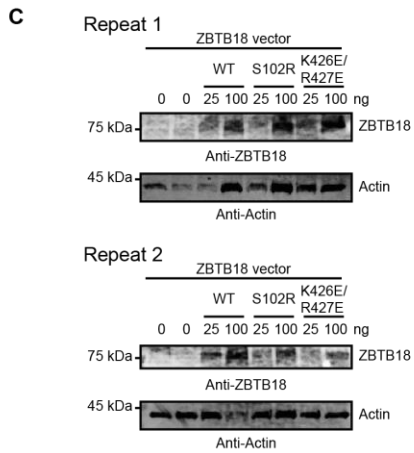 C
Repeat 1
ZBTB18 vector
WT S102R K426E/
R427E
0 0 25 100 25 100 25 100 ng
75 kDa ZBTB18
Anti-ZBTB18
45 kDa Actin
Anti-Actin
Repeat 2
ZBTB18 vector
WT S102R K426E/
R427E
0 0 25 100 25 100 25 100 ng
75 kDa ZBTB18
Anti-ZBTB18
45 kDa Actin
Anti-Actin